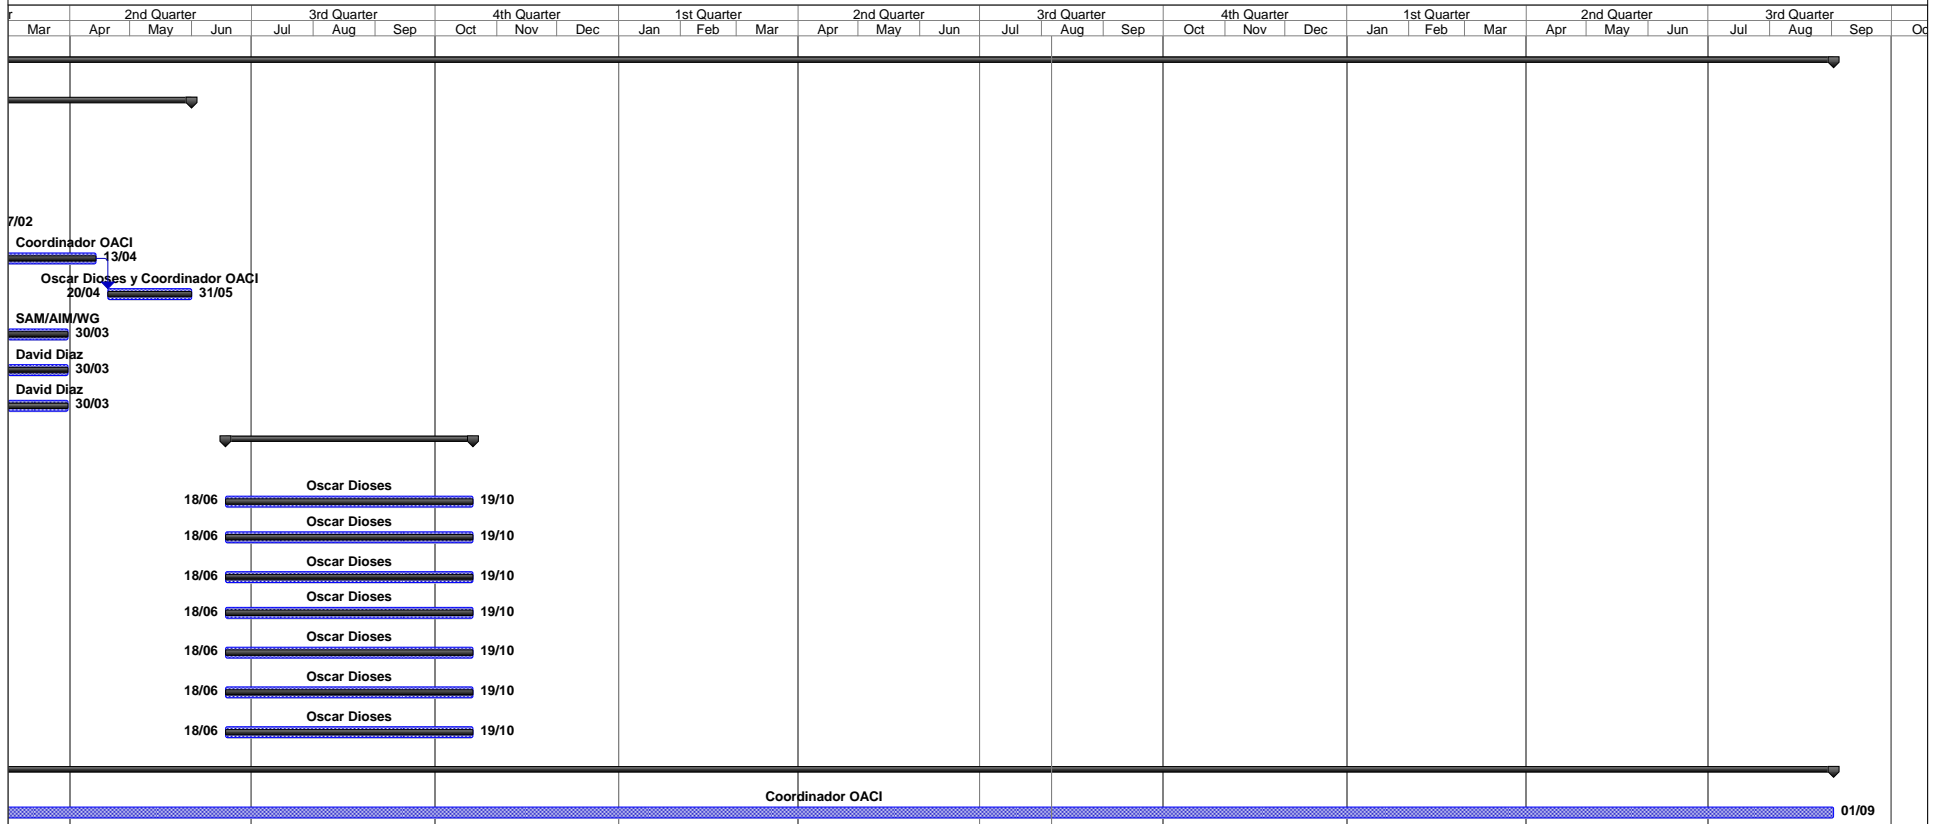 r 2nd Quarter 3rd Quarter 4th Quarter 1st Quarter 2nd Quarter 3rd Quarter 4th Quarter 1st Quarter 2nd Quarter 3rd Quarter
Mar Apr May Jun Jul Aug Sep Oct Nov Dec Jan Feb Mar Apr May Jun Jul Aug Sep Oct Nov Dec Jan Feb Mar Apr May Jun Jul Aug Sep Oc
7/02
Coordinador OACI
13/04
Oscar Dioses y Coordinador OACI
20/04 31/05
SAM/AIM/WG
30/03
David Diaz
30/03
David Diaz
30/03
Oscar Dioses
18/06 19/10
Oscar Dioses
18/06 19/10
Oscar Dioses
18/06 19/10
Oscar Dioses
18/06 19/10
Oscar Dioses
18/06 19/10
Oscar Dioses
18/06 19/10
Oscar Dioses
18/06 19/10
Coordinador OACI
01/09